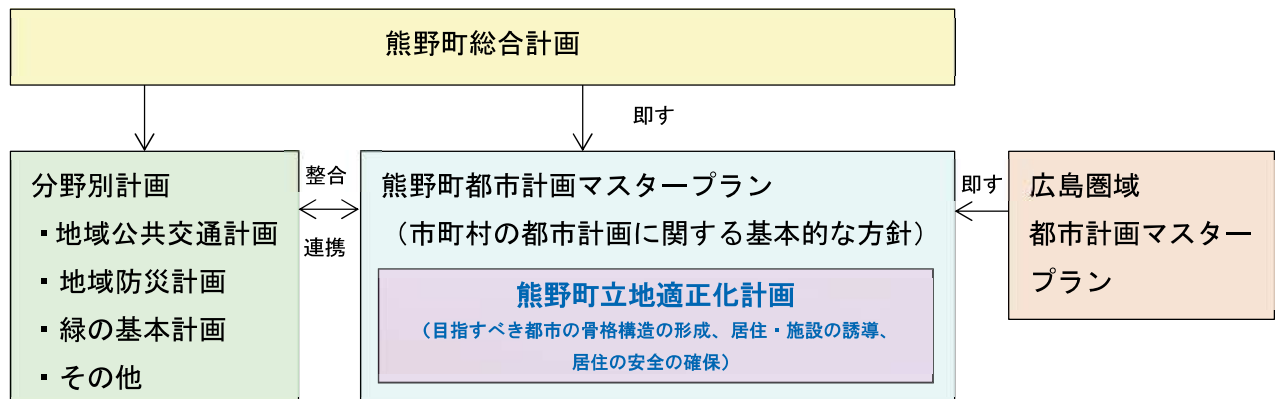 熊野町総合計画
即す
分野別計画
・地域公共交通計画
・地域防災計画
・緑の基本計画
・その他
整合
連携
熊野町都市計画マスタープラン
（市町村の都市計画に関する基本的な方針）
熊野町立地適正化計画
（目指すべき都市の骨格構造の形成、居住・施設の誘導、
居住の安全の確保）
即す
広島圏域
都市計画マスター
プラン